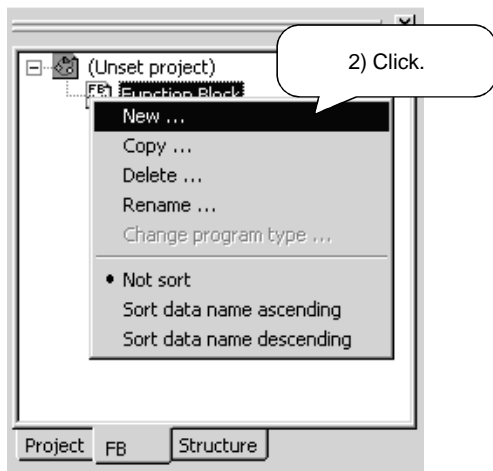 (Unset project)
2) Click.
FB Function Block
New ...
Copy ...
Delete ...
Rename ...
Change program type ...
Not sort
Sort data name ascending
Sort data name descending
Project FB Structure